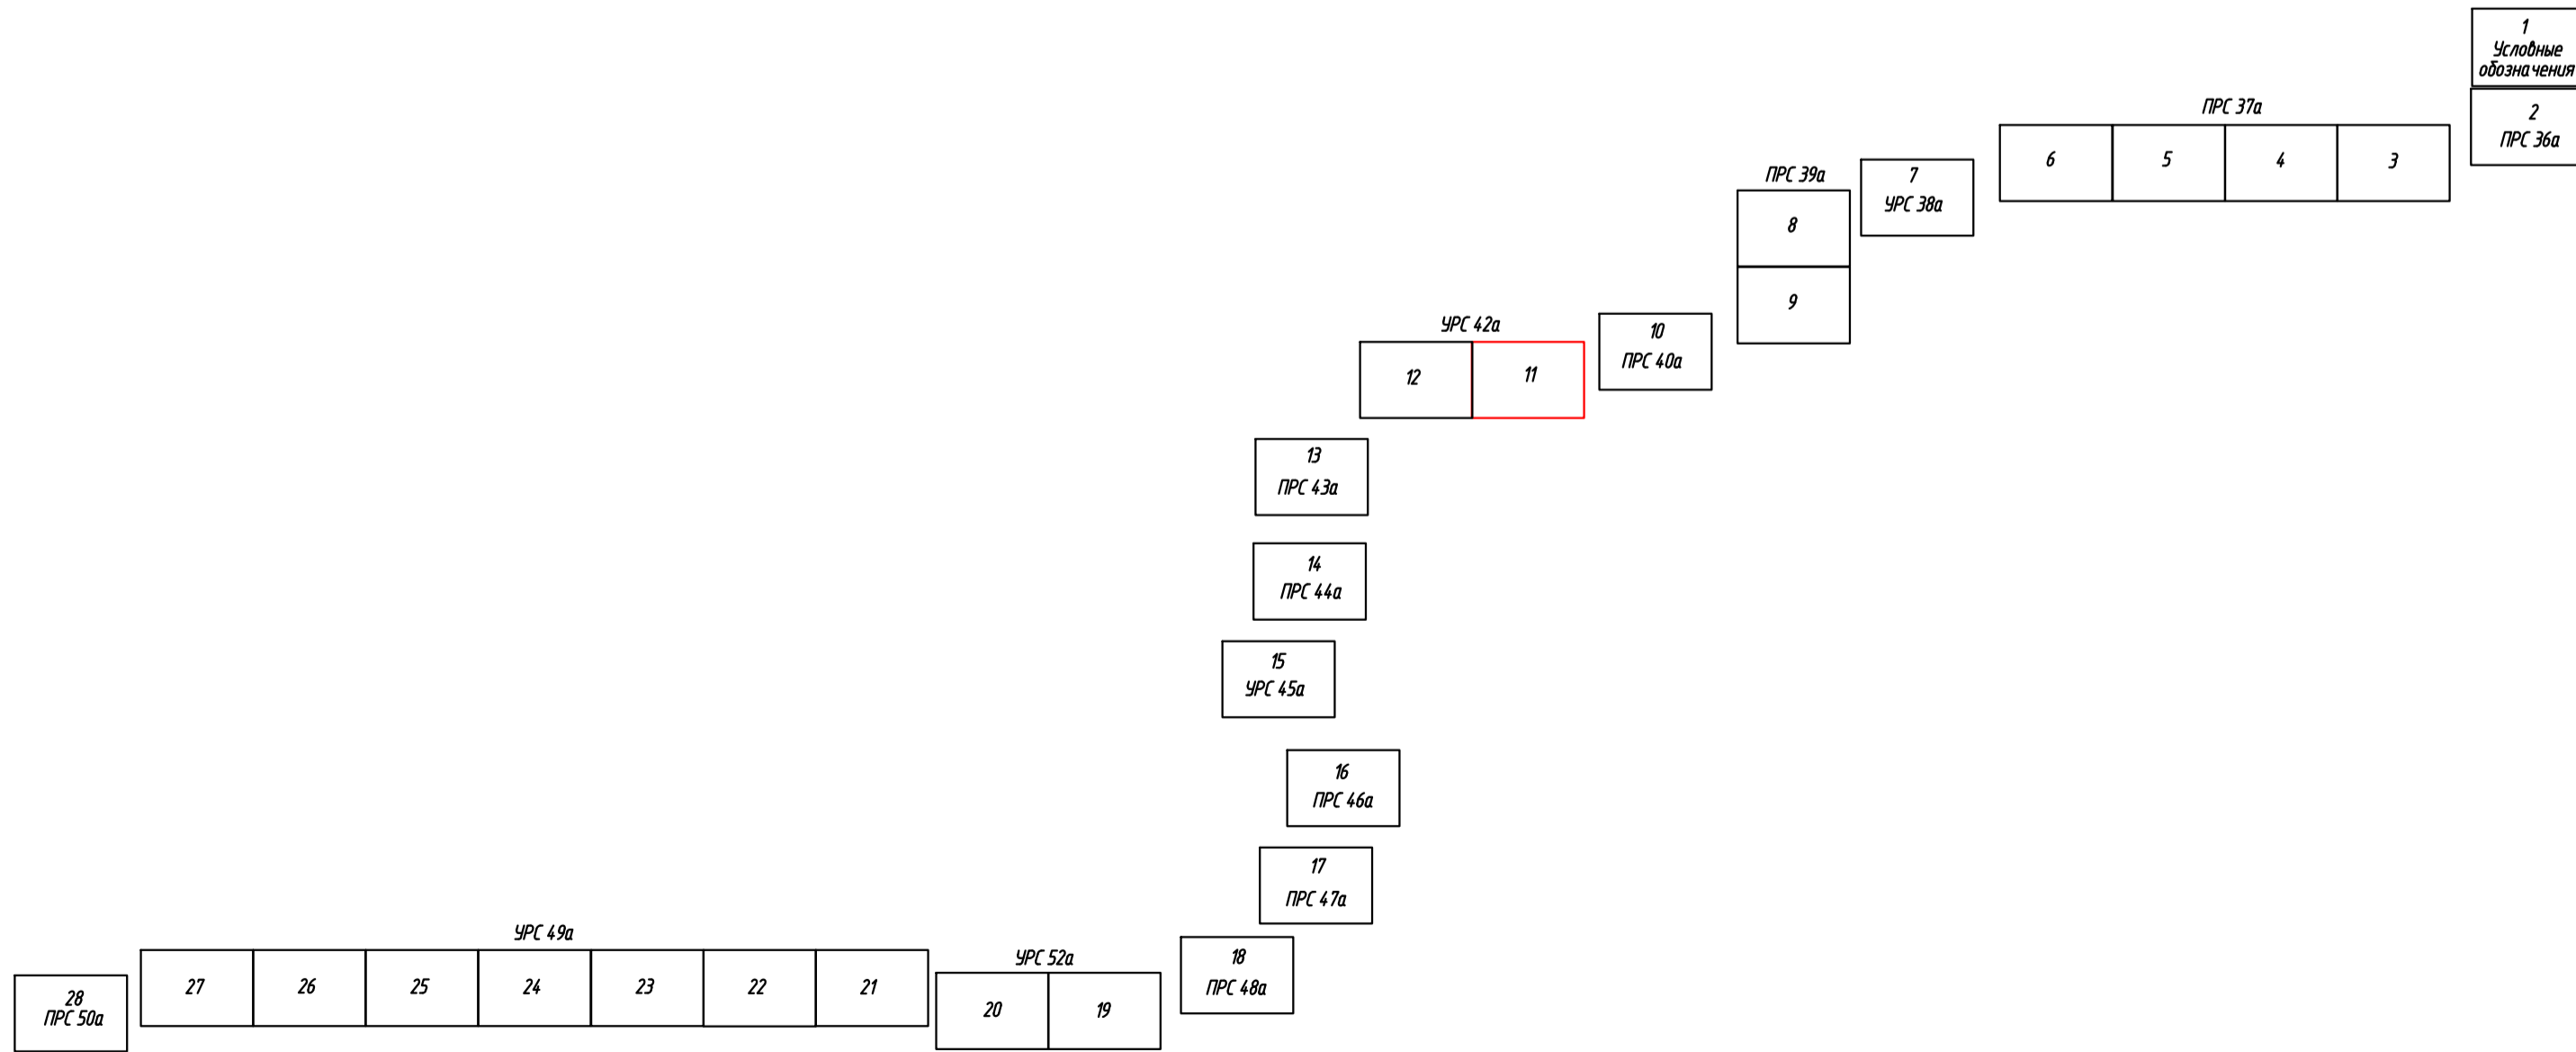 1
Условные
обозначения
2
ПРС 36а
ПРС 37а
6
5
4
3
7
УРС 38а
ПРС 39а
8
9
10
ПРС 40а
УРС 42а
12
11
13
ПРС 43а
14
ПРС 44а
15
УРС 45а
16
ПРС 46а
17
ПРС 47а
18
ПРС 48а
УРС 52а
20
19
УРС 49а
27
26
25
24
23
22
21
28
ПРС 50а